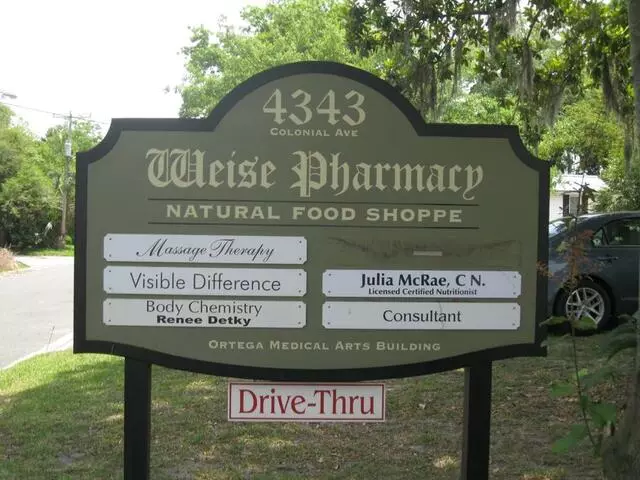 4343
Colonial Ave
Weise Pharmacy
NATURAL FOOD SHOPPE
Massage Therapy
Visible Difference
Body Chemistry
Renee Detky
Julia McRae, C N.
Licensed Certified Nutritionist
Consultant
ORTEGA MEDICAL ARTS BUILDING
Drive-Thru